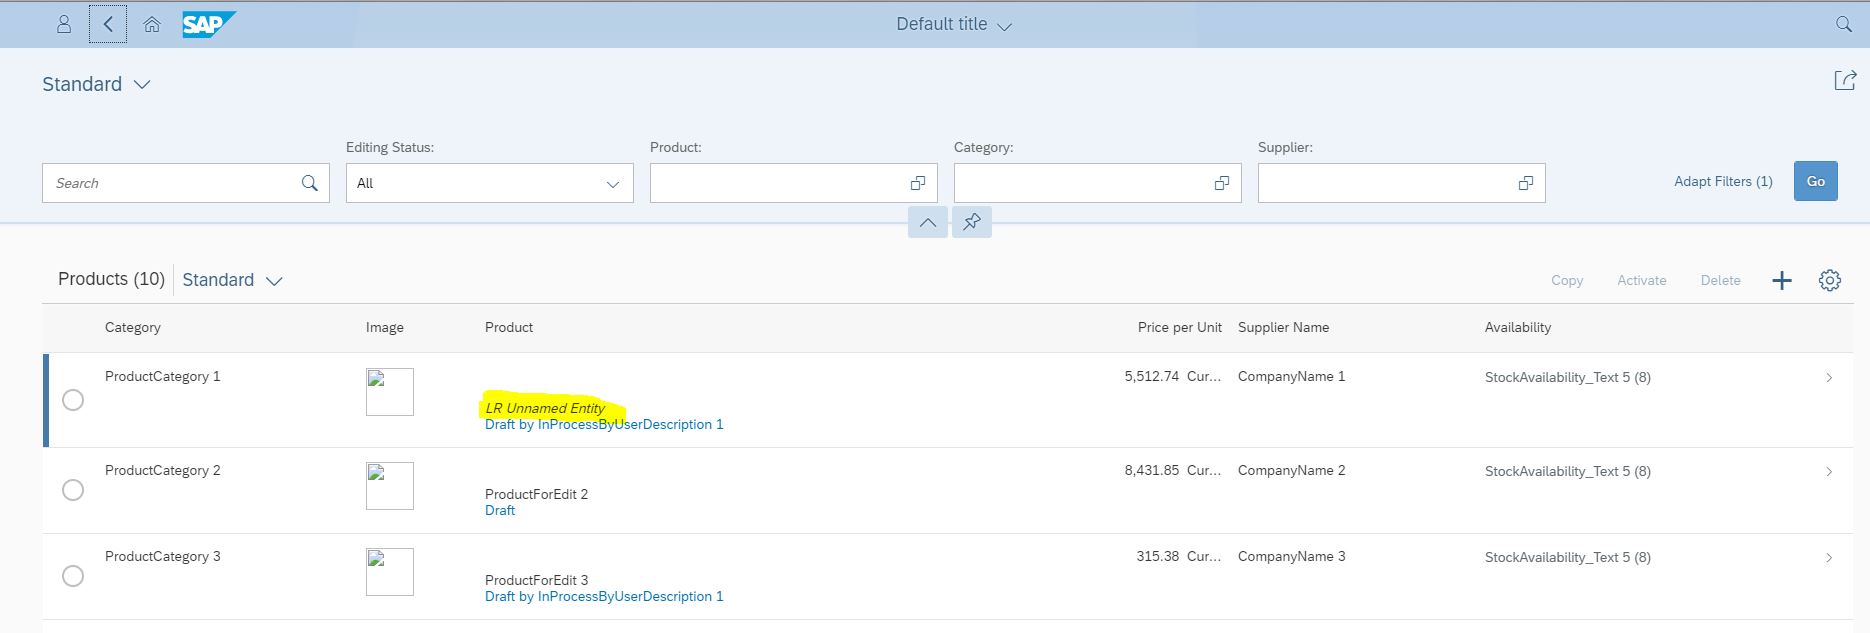 SAP
Default title
Standard
Editing Status:
Product:
Category:
Supplier:
Search
All
Adapt Filters (1)
Go
Products (10)
Standard
Copy
Activate
Delete
Category
Image
Product
Price per Unit
Supplier Name
Availability
ProductCategory 1
5,512.74 Cur...
CompanyName 1
StockAvailability_Text 5 (8)
LR Unnamed Entity
Draft by InProcessByUserDescription 1
ProductCategory 2
8,431.85 Cur...
CompanyName 2
StockAvailability_Text 5 (8)
ProductForEdit 2
Draft
ProductCategory 3
315.38 Cur...
CompanyName 3
StockAvailability_Text 5 (8)
ProductForEdit 3
Draft by InProcessByUserDescription 1